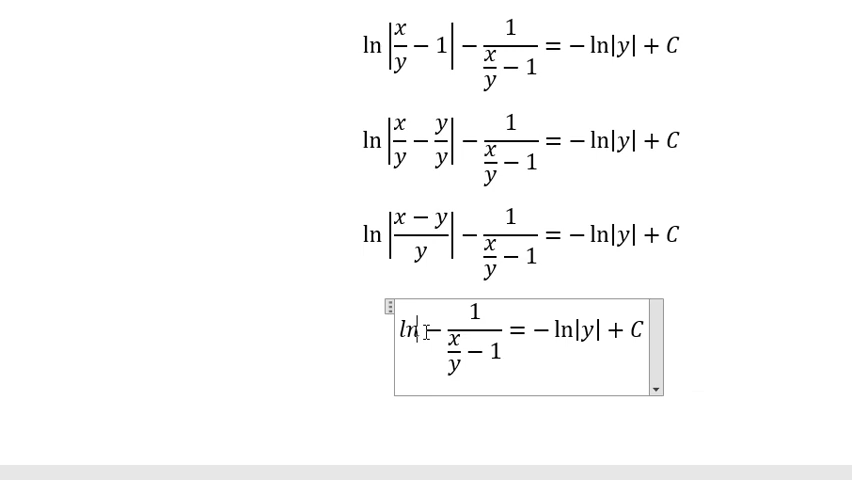 ln |x/y − 1| − 1/(x/y − 1) = − ln|y| + C
ln |x/y − y/y| − 1/(x/y − 1) = − ln|y| + C
ln |(x − y)/y| − 1/(x/y − 1) = − ln|y| + C
ln − 1/(x/y − 1) = − ln|y| + C